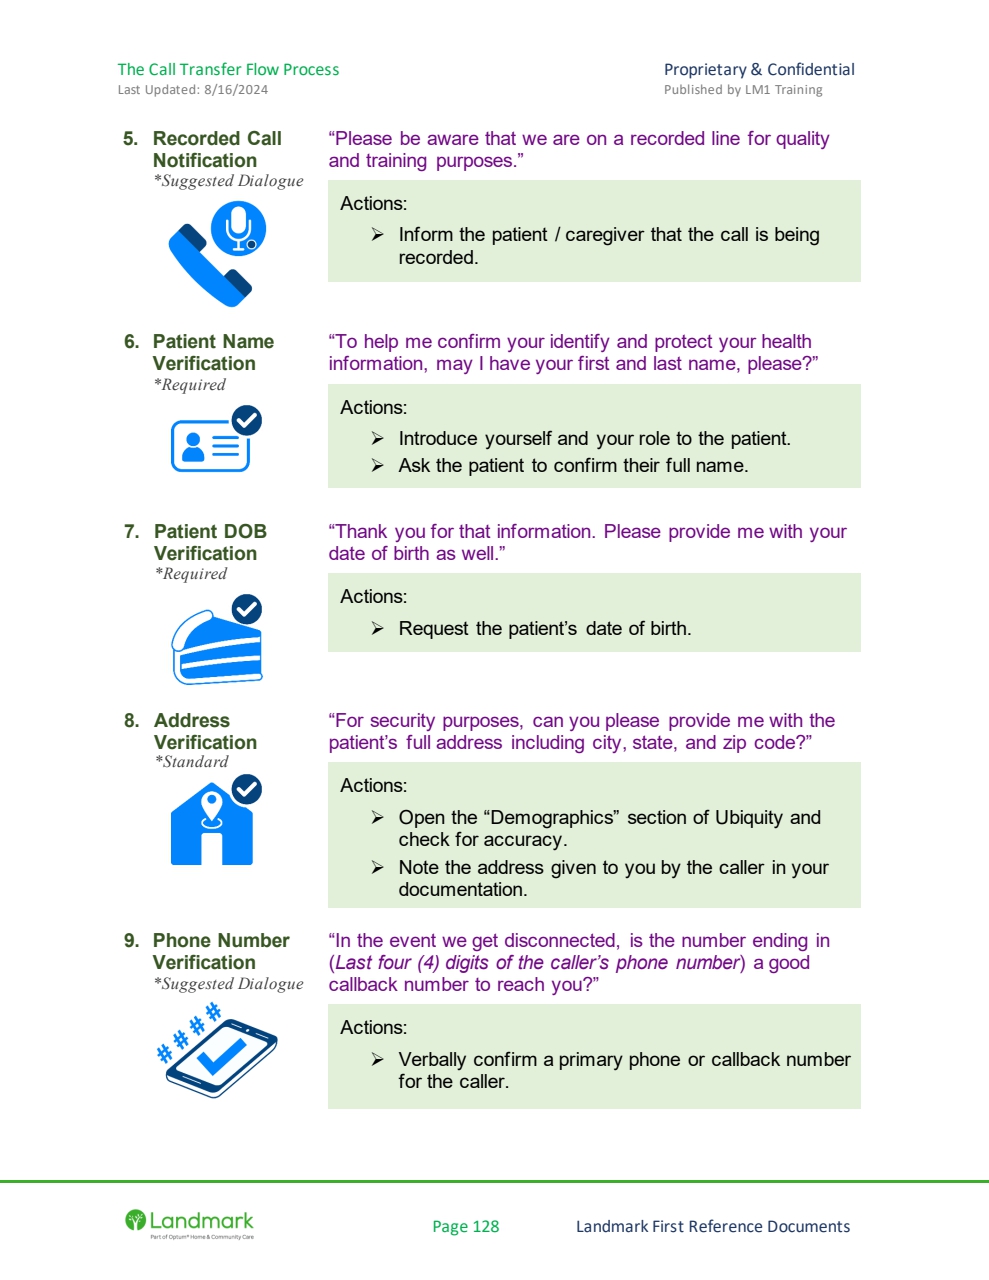 The Call Transfer Flow Process
Proprietary & Confidential
Last Updated: 8/16/2024
Published by LM1 Training
5. Recorded Call
Notification
*Suggested Dialogue
“Please be aware that we are on a recorded line for quality
and training purposes.”
Actions:
➢ Inform the patient / caregiver that the call is being
recorded.
6. Patient Name
Verification
*Required
“To help me confirm your identify and protect your health
information, may I have your first and last name, please?”
Actions:
➢ Introduce yourself and your role to the patient.
➢ Ask the patient to confirm their full name.
7. Patient DOB
Verification
*Required
“Thank you for that information. Please provide me with your
date of birth as well.”
Actions:
➢ Request the patient’s date of birth.
8. Address
Verification
*Standard
“For security purposes, can you please provide me with the
patient’s full address including city, state, and zip code?”
Actions:
➢ Open the “Demographics” section of Ubiquity and
check for accuracy.
➢ Note the address given to you by the caller in your
documentation.
9. Phone Number
Verification
*Suggested Dialogue
####
“In the event we get disconnected, is the number ending in
(Last four (4) digits of the caller’s phone number) a good
callback number to reach you?”
Actions:
➢ Verbally confirm a primary phone or callback number
for the caller.
Landmark
Part of Optum® Home & Community Care
Page 128
Landmark First Reference Documents